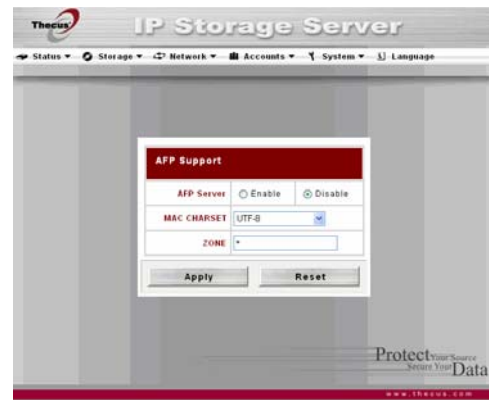 Thecus IP Storage Server
Status Storage Network Accounts System Language
AFP Support
AFP Server Enable Disable
MAC CHARSET UTF-8
ZONE *
Apply Reset
Protect Your Source
Secure Your Data
www.thecus.com